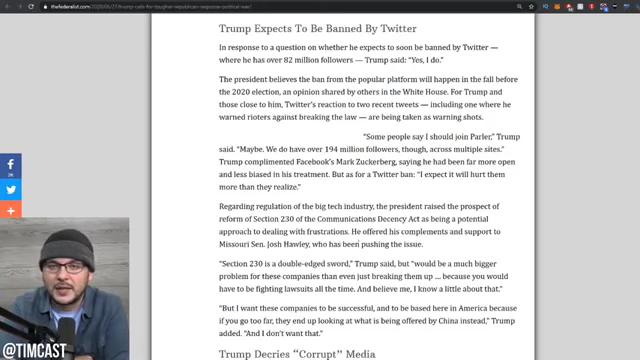 thefederalist.com/2020/06/27/trump-calls-for-tougher-republican-response-political-war/
Trump Expects To Be Banned By Twitter
In response to a question on whether he expects to soon be banned by Twitter —
where he has over 82 million followers — Trump said: “Yes, I do.”
The president believes the ban from the popular platform will happen in the fall before
the 2020 election, an opinion shared by others in the White House. For Trump and
those close to him, Twitter’s reaction to two recent tweets — including one where he
warned rioters against breaking the law — are being taken as warning shots.
“Some people say I should join Parler,” Trump
said. “Maybe. We do have over 194 million followers, though, across multiple sites.”
Trump complimented Facebook’s Mark Zuckerberg, saying he had been far more open
and less biased in his treatment. But as for a Twitter ban: “I expect it will hurt them
more than they realize.”
Regarding regulation of the big tech industry, the president raised the prospect of
reform of Section 230 of the Communications Decency Act as being a potential
approach to dealing with frustrations. He offered his complements and support to
Missouri Sen. Josh Hawley, who has been pushing the issue.
“Section 230 is a double-edged sword,” Trump said, but “would be a much bigger
problem for these companies than even just breaking them up ... because you would
have to be fighting lawsuits all the time. And believe me, I know a little about that.”
“But I want these companies to be successful, and to be based here in America because
if you go too far, they end up looking at what is being offered by China instead,” Trump
added. “And I don’t want that.”
Trump Decries “Corrupt” Media
@TIMCAST